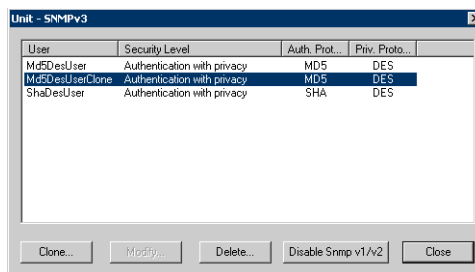 Unit - SNMPv3
User Security Level Auth. Prot... Priv. Proto...
Md5DesUser Authentication with privacy MD5 DES
Md5DesUserClone Authentication with privacy MD5 DES
ShaDesUser Authentication with privacy SHA DES
Clone... Modify... Delete... Disable Snmp v1/v2 Close